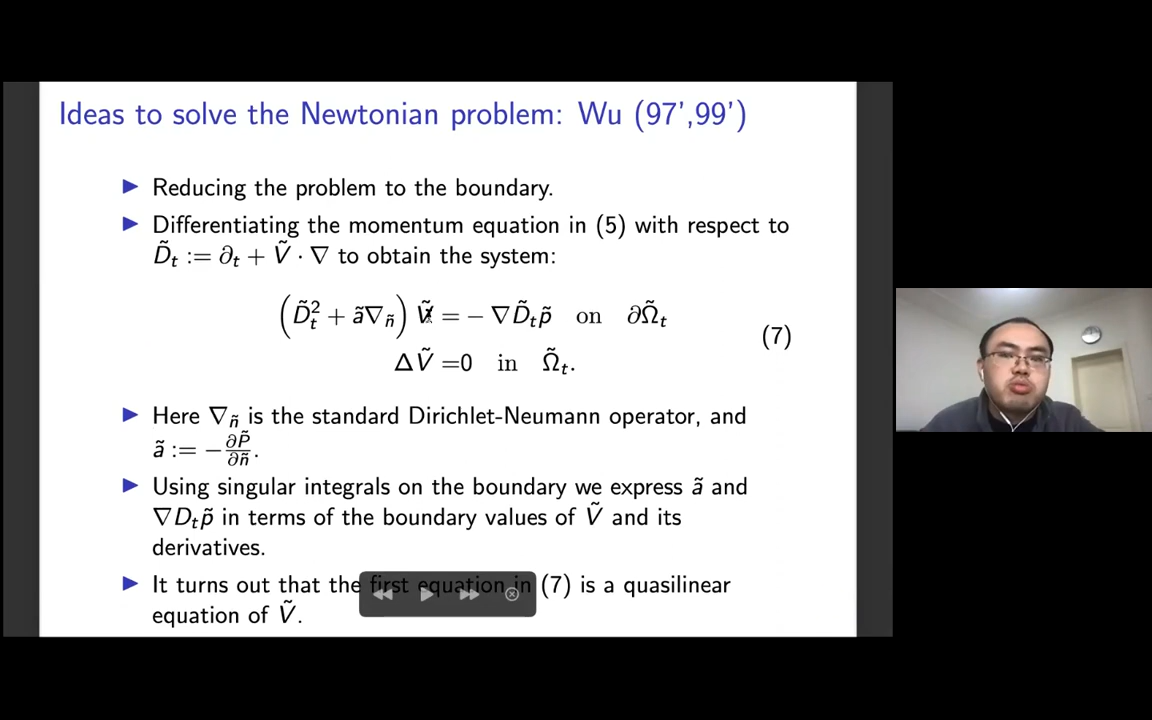 Ideas to solve the Newtonian problem: Wu (97',99')
▶ Reducing the problem to the boundary.
▶ Differentiating the momentum equation in (5) with respect to
D̃ₜ := ∂ₜ + Ṽ · ∇ to obtain the system:
(D̃ₜ² + ã∇ñ) Ṽ = − ∇D̃ₜp̃ on ∂Ω̃ₜ
(7)
ΔṼ =0 in Ω̃ₜ.
▶ Here ∇ñ is the standard Dirichlet-Neumann operator, and
ã := −∂P̃/∂ñ.
▶ Using singular integrals on the boundary we express ã and
∇Dₜp̃ in terms of the boundary values of Ṽ and its
derivatives.
▶ It turns out that the first equation in (7) is a quasilinear
equation of Ṽ.